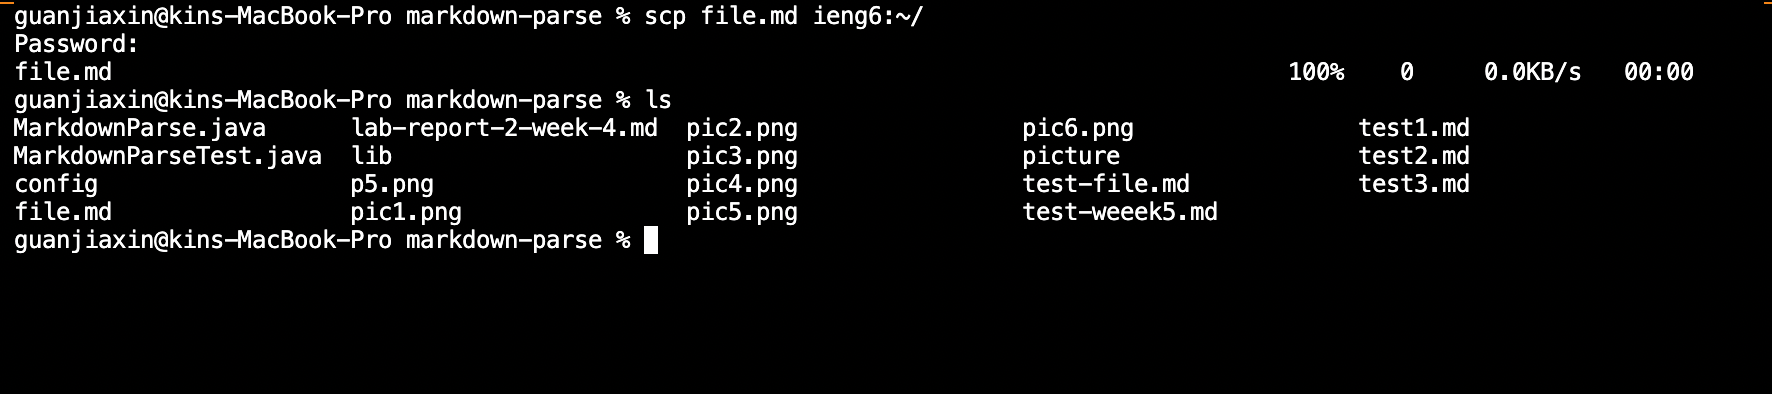 guanjiaxin@kins-MacBook-Pro markdown-parse % scp file.md ieng6:~/
Password:
file.md 100% 0 0.0KB/s 00:00
guanjiaxin@kins-MacBook-Pro markdown-parse % ls
MarkdownParse.java lab-report-2-week-4.md pic2.png pic6.png test1.md
MarkdownParseTest.java lib pic3.png picture test2.md
config p5.png pic4.png test-file.md test3.md
file.md pic1.png pic5.png test-weeek5.md
guanjiaxin@kins-MacBook-Pro markdown-parse %